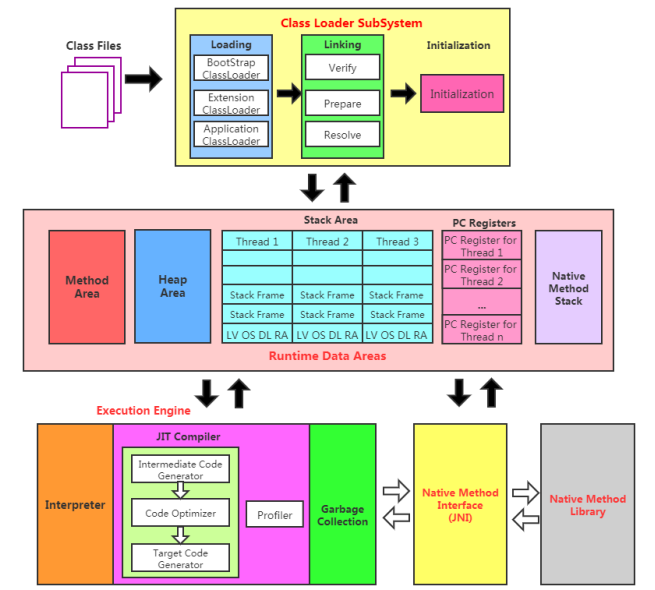 Class Loader SubSystem
Class Files
Loading
BootStrap
ClassLoader
Extension
ClassLoader
Application
ClassLoader
Linking
Verify
Prepare
Resolve
Initialization
Initialization
Method
Area
Heap
Area
Stack Area
Thread 1
Thread 2
Thread 3
Stack Frame
Stack Frame
Stack Frame
Stack Frame
Stack Frame
Stack Frame
LV OS DL RA
LV OS DL RA
LV OS DL RA
PC Registers
PC Register for
Thread 1
PC Register for
Thread 2
...
PC Register for
Thread n
Native
Method
Stack
Runtime Data Areas
Execution Engine
Interpreter
JIT Compiler
Intermediate Code
Generator
Code Optimizer
Target Code
Generator
Profiler
Garbage
Collection
Native Method
Interface
(JNI)
Native Method
Library